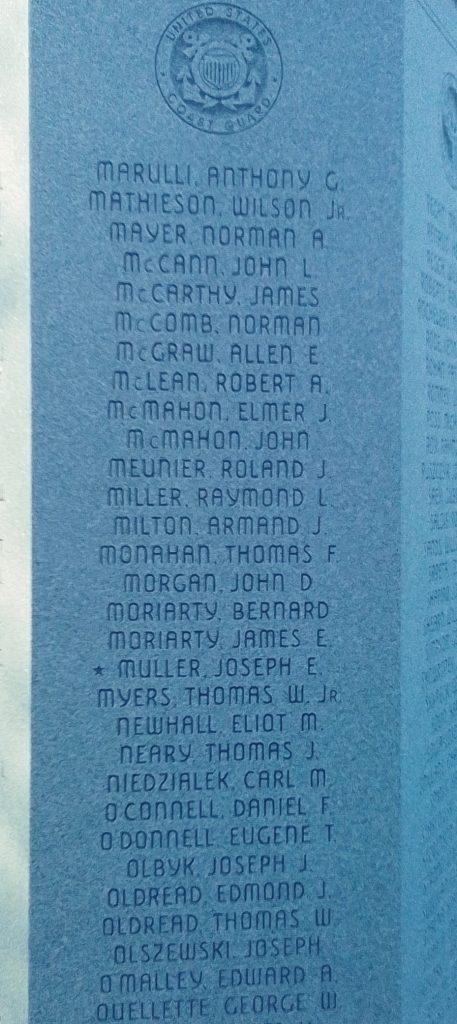 UNITED STATES
COAST GUARD
MARULLI, ANTHONY G.
MATHIESON, WILSON JR.
MAYER, NORMAN A.
McCANN, JOHN L.
McCARTHY, JAMES
McCOMB, NORMAN
McGRAW, ALLEN E.
McLEAN, ROBERT A.
McMAHON, ELMER J.
McMAHON, JOHN
MEUNIER, ROLAND J.
MILLER, RAYMOND L.
MILTON, ARMAND J.
MONAHAN, THOMAS F.
MORGAN, JOHN D.
MORIARTY, BERNARD
MORIARTY, JAMES E.
★ MULLER, JOSEPH E.
MYERS, THOMAS W. JR.
NEWHALL, ELIOT M.
NEARY, THOMAS J.
NIEDZIALEK, CARL M.
O'CONNELL, DANIEL F.
O'DONNELL, EUGENE T.
OLBYK, JOSEPH J.
OLDREAD, EDMOND J.
OLDREAD, THOMAS W.
OLSZEWSKI, JOSEPH
O'MALLEY, EDWARD A.
OUELLETTE, GEORGE W.